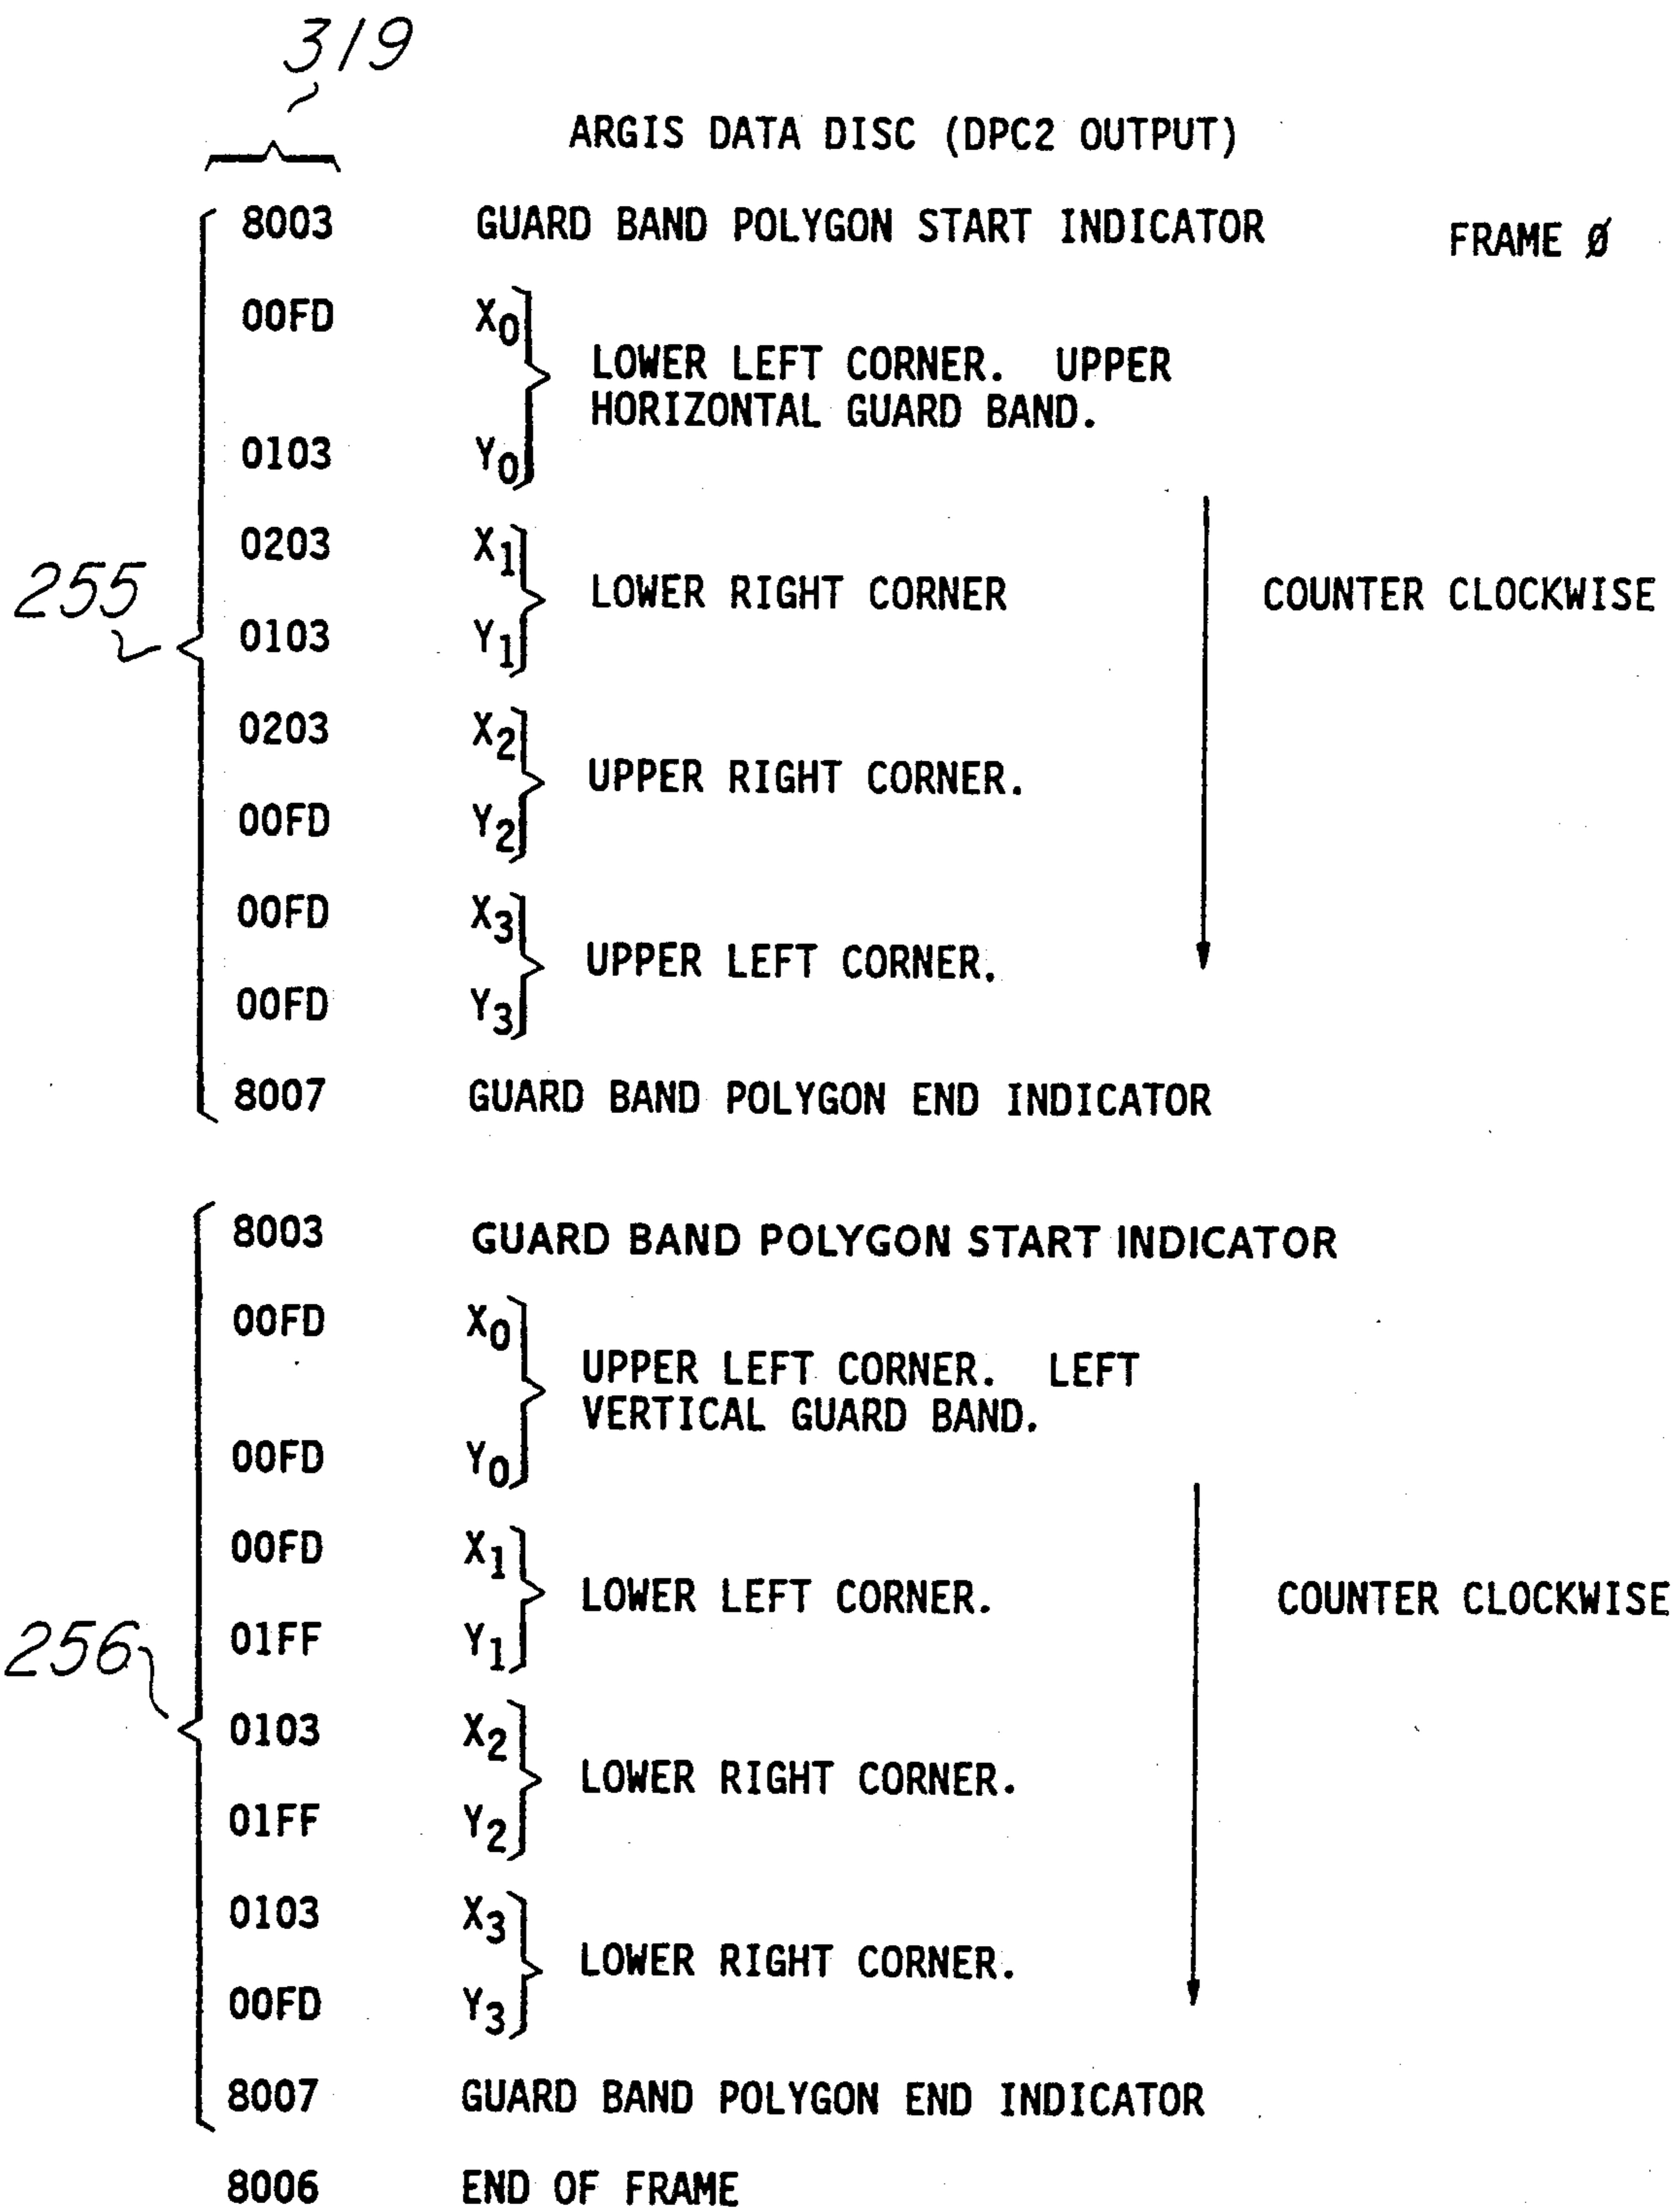 319
ARGIS DATA DISC (DPC2 OUTPUT)
8003 GUARD BAND POLYGON START INDICATOR FRAME Ø
00FD X0
LOWER LEFT CORNER. UPPER
HORIZONTAL GUARD BAND.
0103 Y0
0203 X1
255 LOWER RIGHT CORNER COUNTER CLOCKWISE
0103 Y1
0203 X2
UPPER RIGHT CORNER.
00FD Y2
00FD X3
UPPER LEFT CORNER.
00FD Y3
8007 GUARD BAND POLYGON END INDICATOR
8003 GUARD BAND POLYGON START INDICATOR
00FD X0
UPPER LEFT CORNER. LEFT
VERTICAL GUARD BAND.
00FD Y0
00FD X1
LOWER LEFT CORNER. COUNTER CLOCKWISE
256 01FF Y1
0103 X2
LOWER RIGHT CORNER.
01FF Y2
0103 X3
LOWER RIGHT CORNER.
00FD Y3
8007 GUARD BAND POLYGON END INDICATOR
8006 END OF FRAME